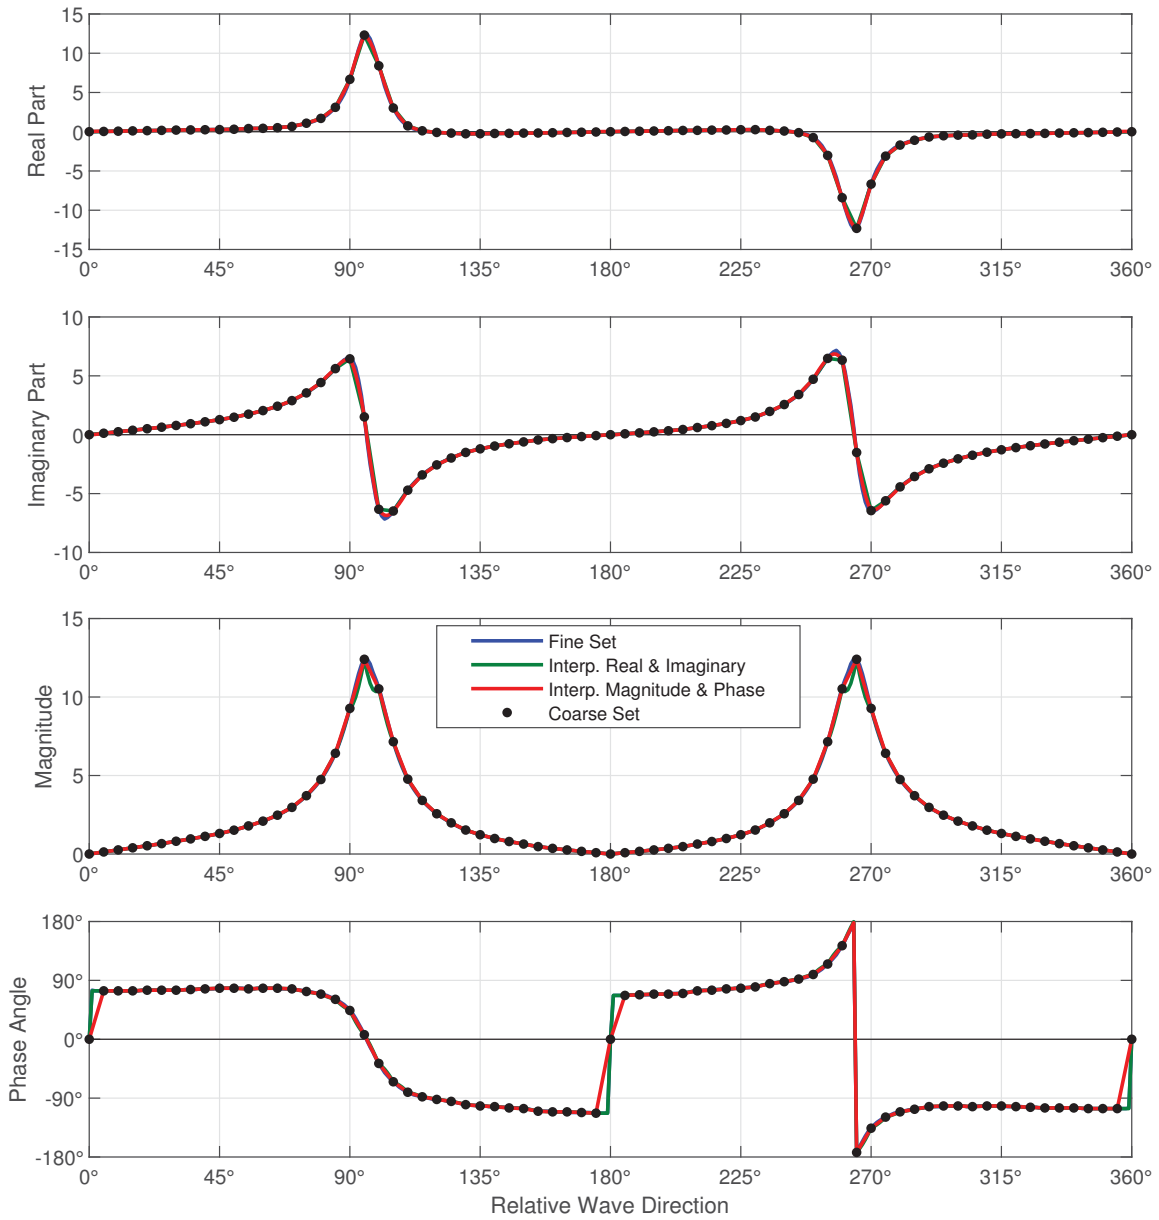 15
10
5
0
-5
-10
-15
Real Part
0° 45° 90° 135° 180° 225° 270° 315° 360°
10
5
0
-5
-10
Imaginary Part
0° 45° 90° 135° 180° 225° 270° 315° 360°
15
10
5
0
Magnitude
Fine Set
Interp. Real & Imaginary
Interp. Magnitude & Phase
Coarse Set
0° 45° 90° 135° 180° 225° 270° 315° 360°
180°
90°
0°
-90°
-180°
Phase Angle
0° 45° 90° 135° 180° 225° 270° 315° 360°
Relative Wave Direction